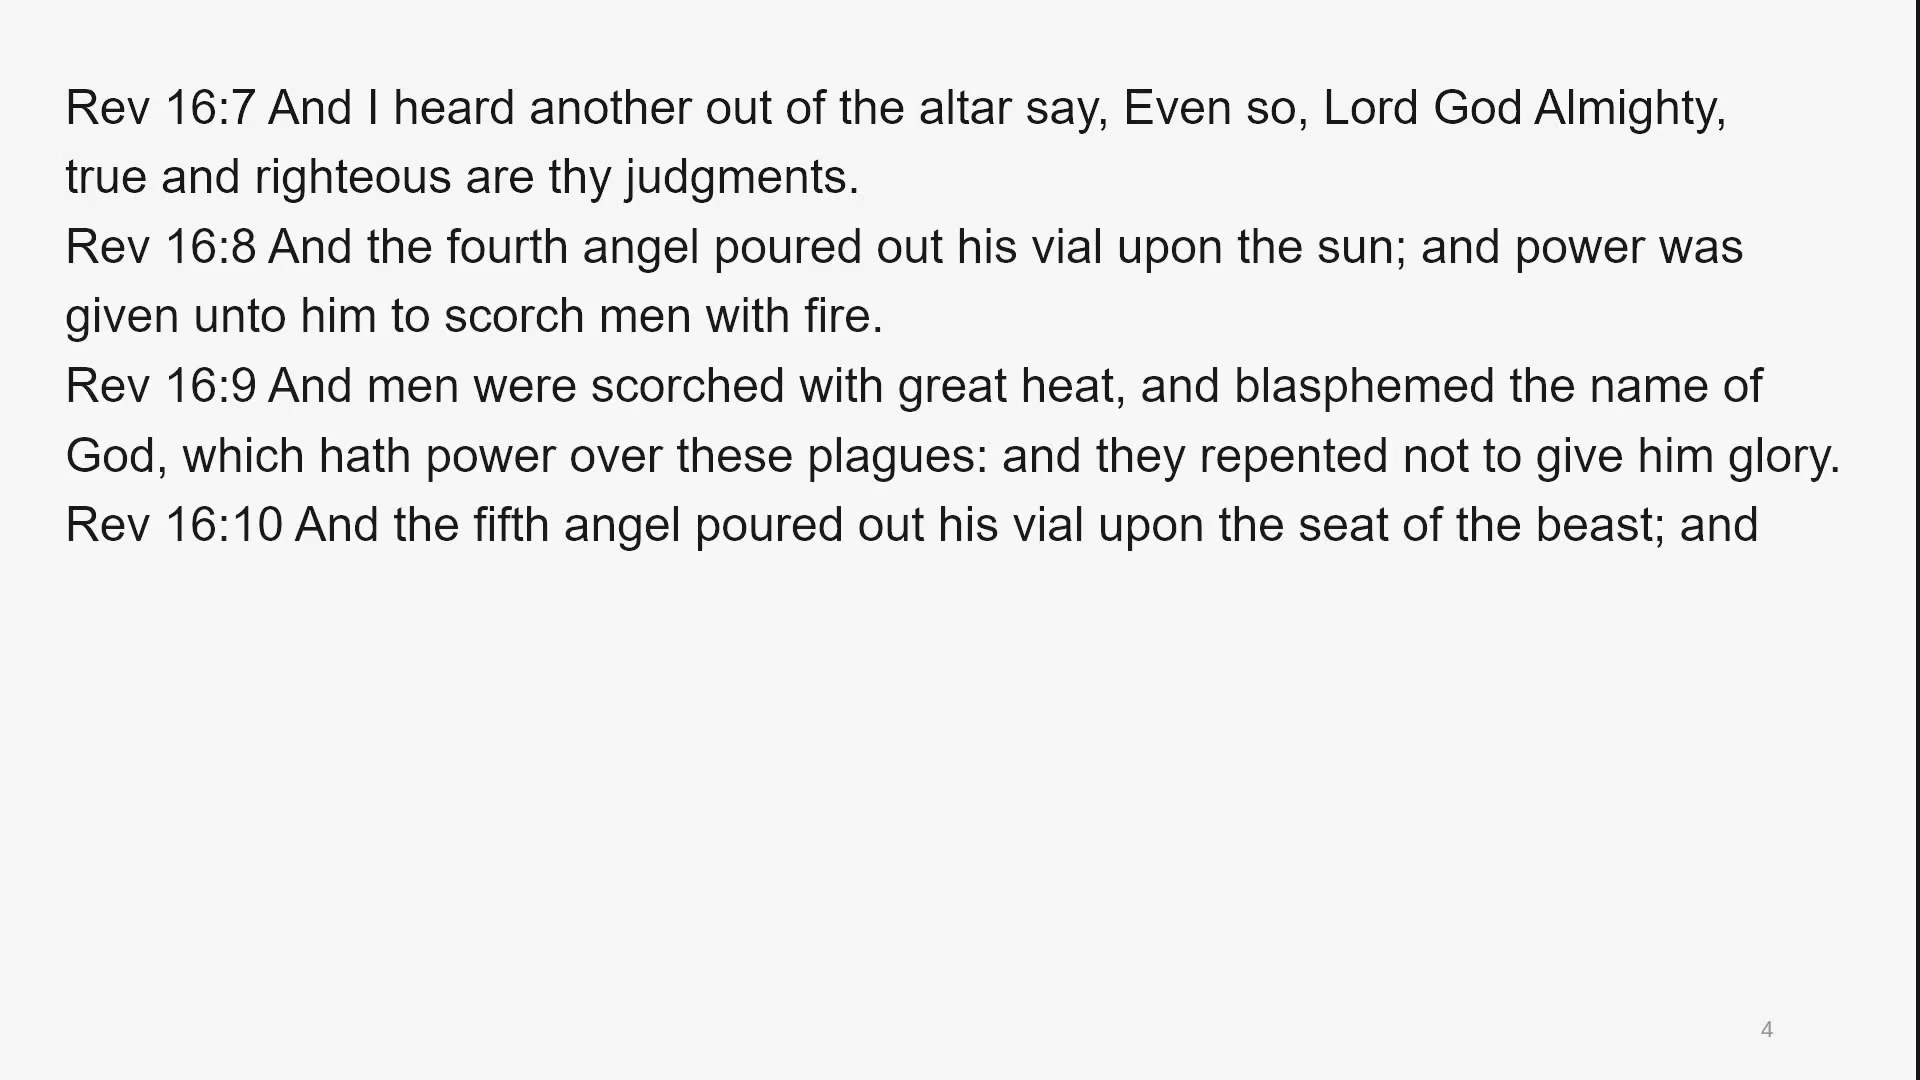 Rev 16:7 And I heard another out of the altar say, Even so, Lord God Almighty,
true and righteous are thy judgments.
Rev 16:8 And the fourth angel poured out his vial upon the sun; and power was
given unto him to scorch men with fire.
Rev 16:9 And men were scorched with great heat, and blasphemed the name of
God, which hath power over these plagues: and they repented not to give him glory.
Rev 16:10 And the fifth angel poured out his vial upon the seat of the beast; and
4